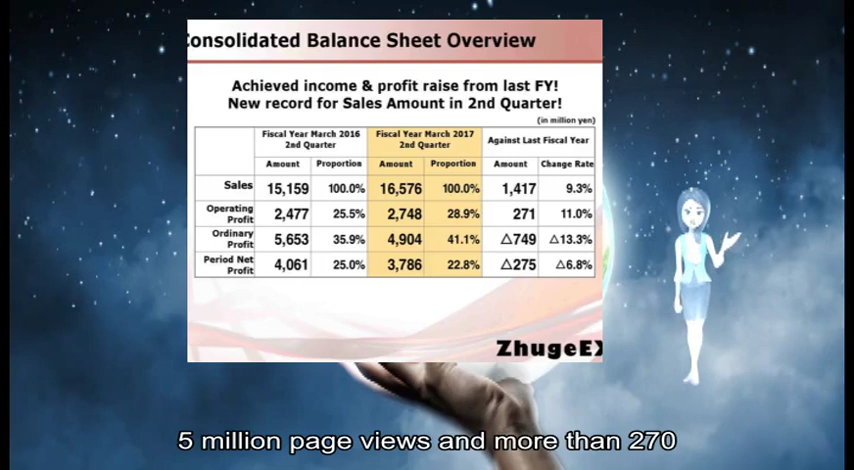 Consolidated Balance Sheet Overview
Achieved income & profit raise from last FY!
New record for Sales Amount in 2nd Quarter!
(in million yen)
Fiscal Year March 2016 2nd Quarter Fiscal Year March 2017 2nd Quarter Against Last Fiscal Year
Amount Proportion Amount Proportion Amount Change Rate
Sales 15,159 100.0% 16,576 100.0% 1,417 9.3%
Operating Profit 2,477 25.5% 2,748 28.9% 271 11.0%
Ordinary Profit 5,653 35.9% 4,904 41.1% △749 △13.3%
Period Net Profit 4,061 25.0% 3,786 22.8% △275 △6.8%
ZhugeEX
5 million page views and more than 270